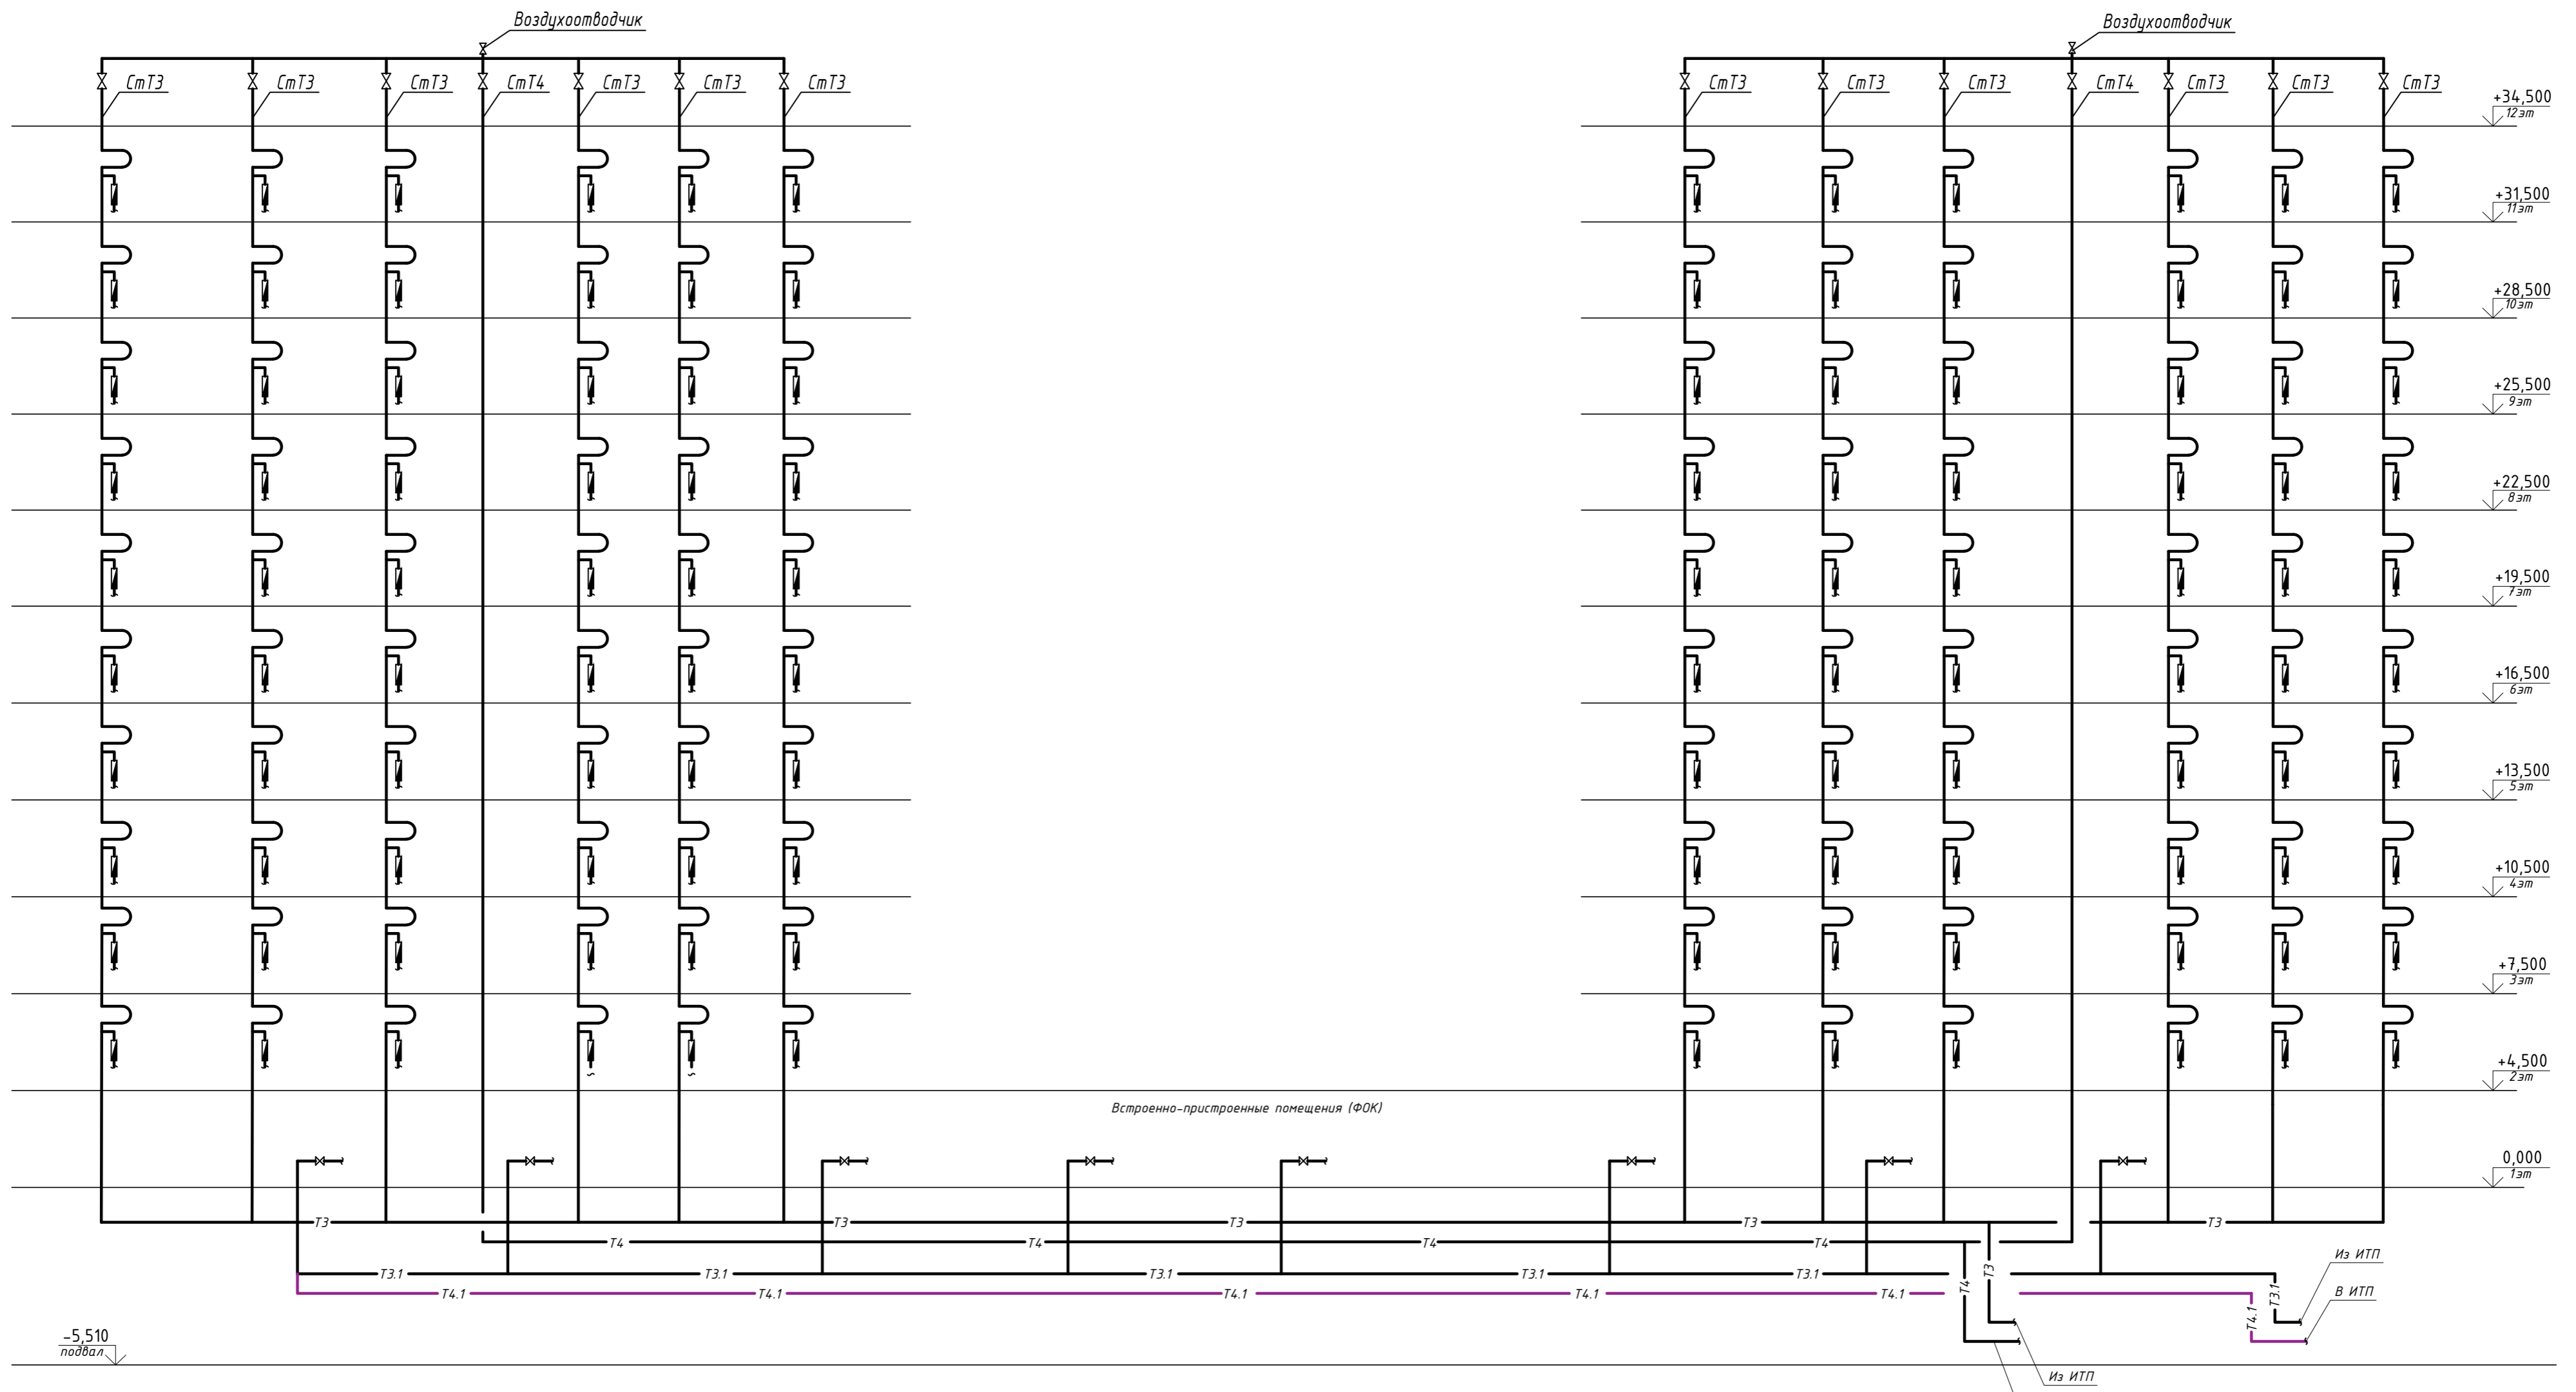 Воздухоотводчик
Воздухоотводчик
СтТ3 СтТ3 СтТ3 СтТ4 СтТ3 СтТ3 СтТ3
СтТ3 СтТ3 СтТ3 СтТ4 СтТ3 СтТ3 СтТ3
+34,500
12эт
+31,500
11эт
+28,500
10эт
+25,500
9эт
+22,500
8эт
+19,500
7эт
+16,500
6эт
+13,500
5эт
+10,500
4эт
+7,500
3эт
+4,500
2эт
Встроенно-пристроенные помещения (ФОК)
0,000
1эт
Т3 Т3 Т3 Т3 Т3
Т4 Т4 Т4 Т4
Т3.1 Т3.1 Т3.1 Т3.1 Т3.1
Т4.1 Т4.1 Т4.1 Т4.1 Т4.1
Т4
Т3
Т4.1
Т3.1
Из ИТП
В ИТП
-5,510
подвал
Из ИТП